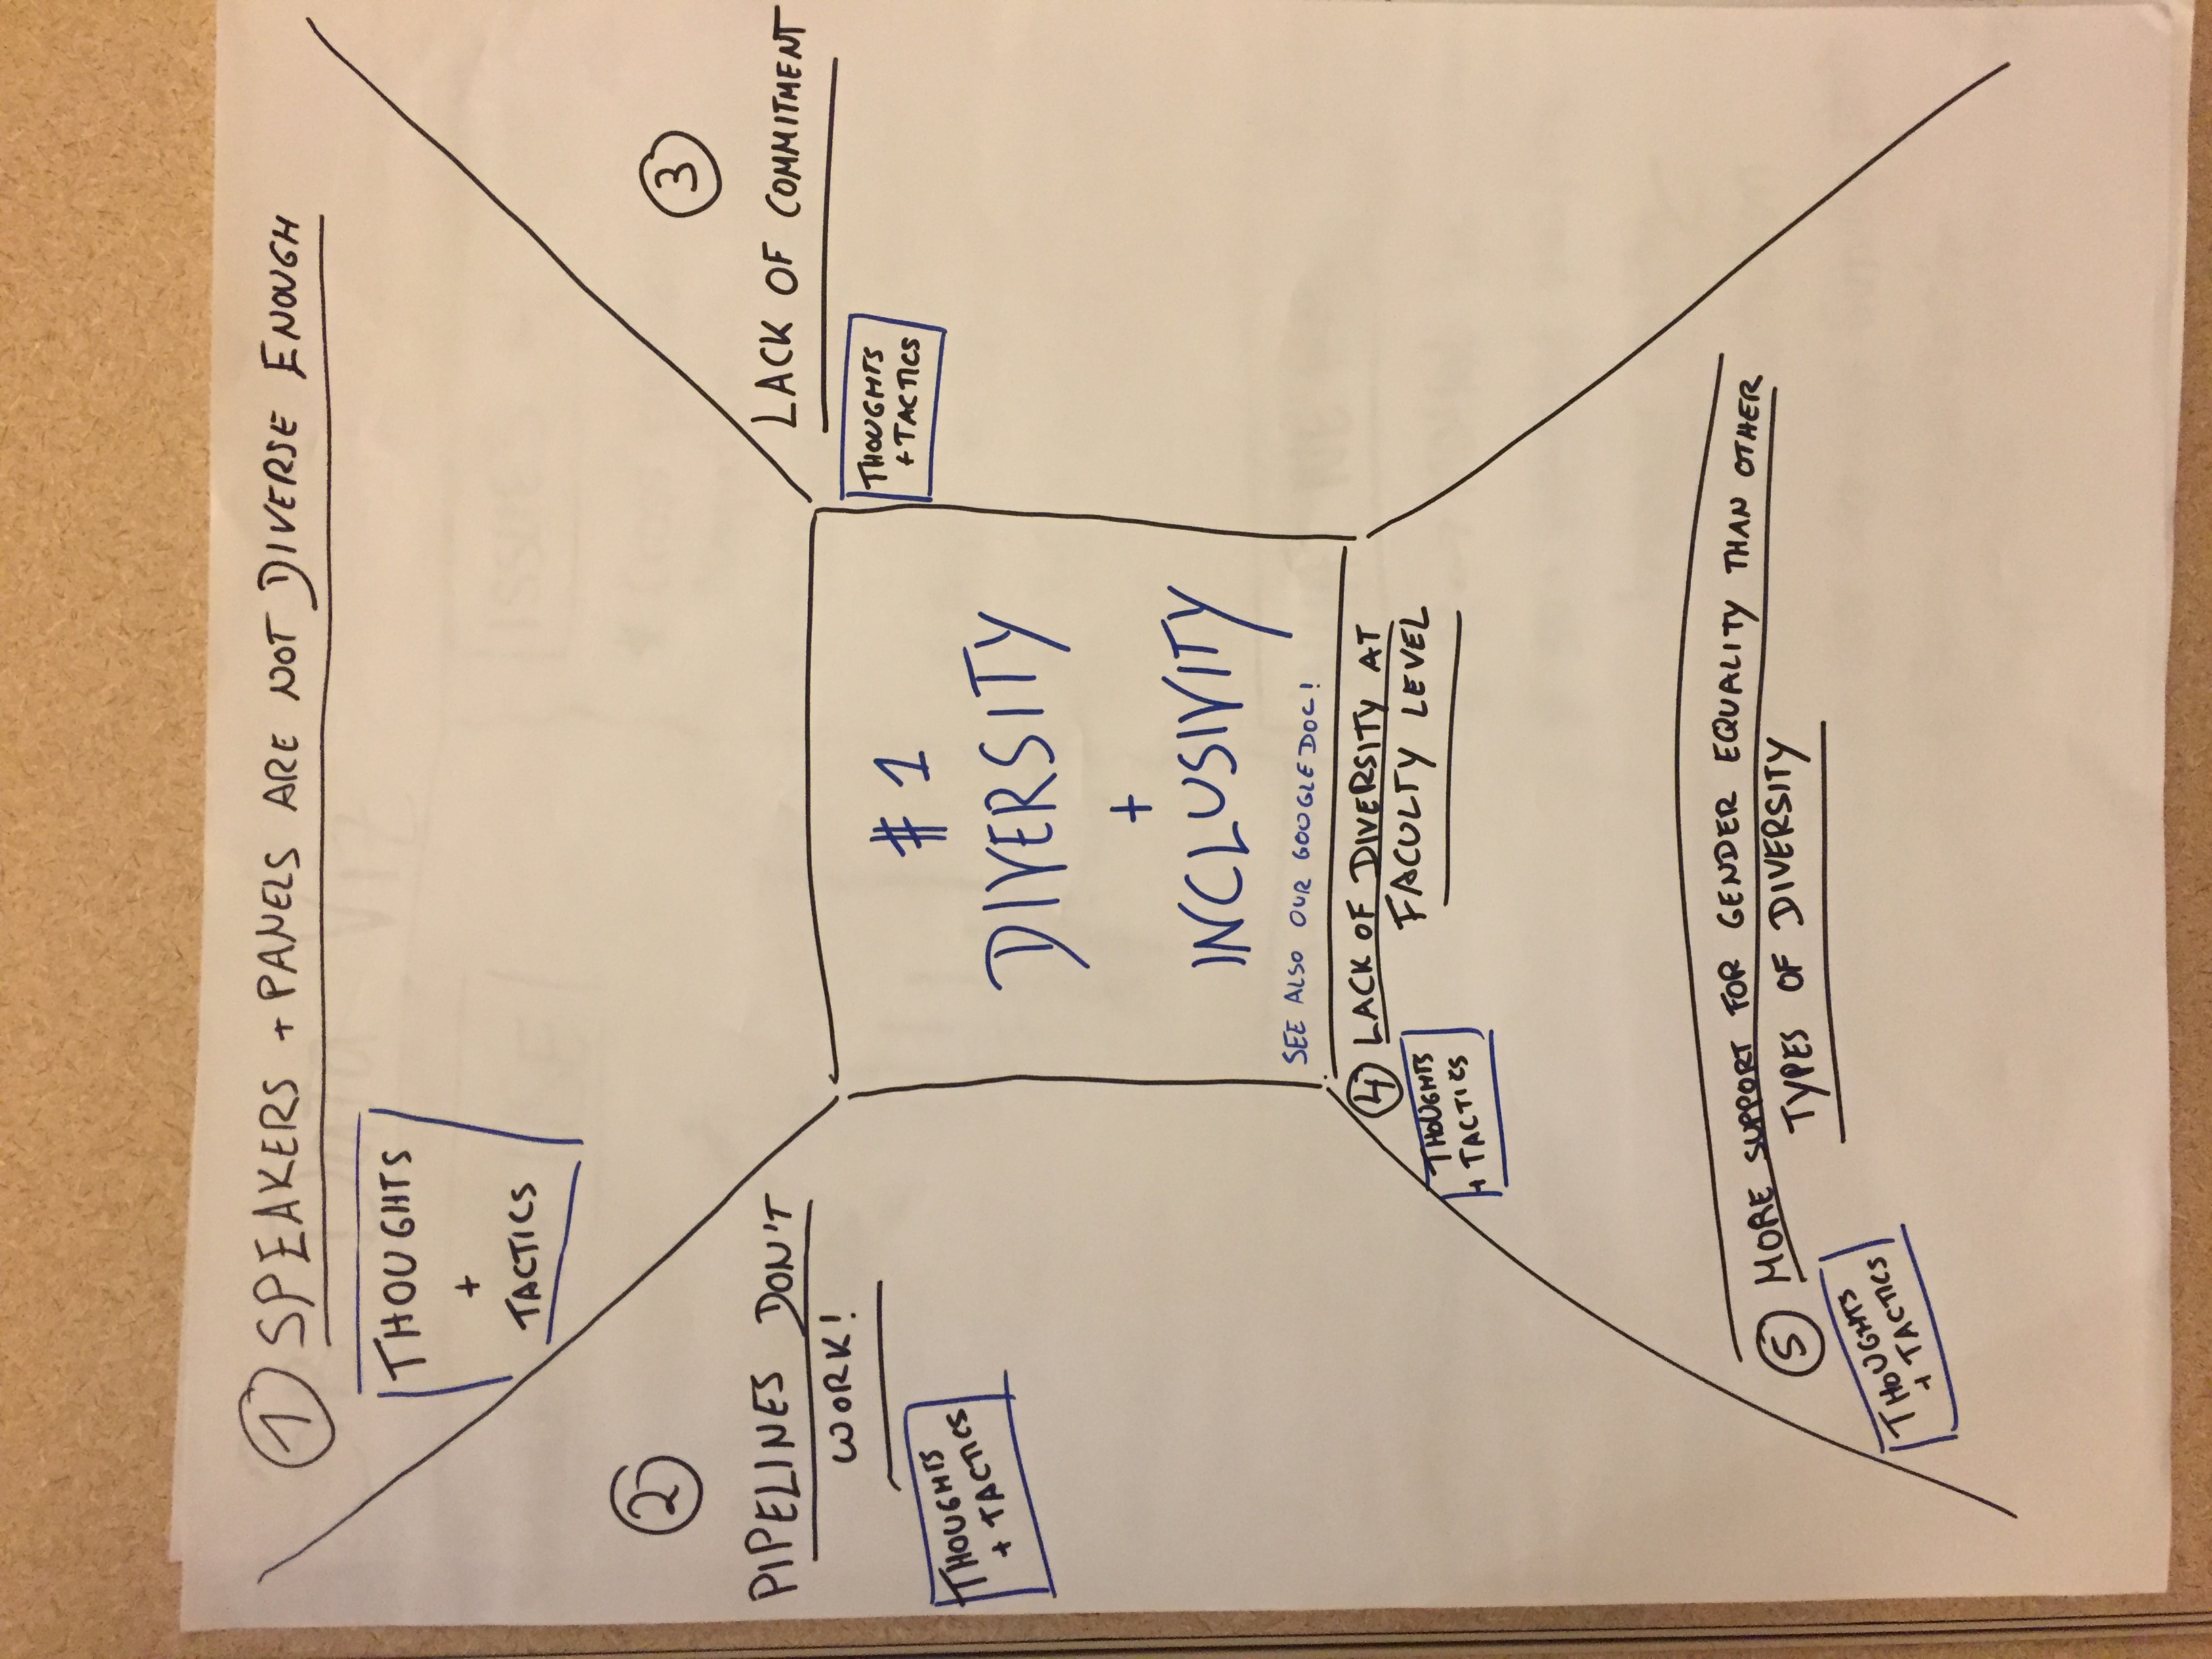 1 SPEAKERS + PANELS ARE NOT DIVERSE ENOUGH
THOUGHTS
+
TACTICS
2
PIPELINES DON'T
WORK!
THOUGHTS
+ TACTICS
3
LACK OF COMMITMENT
THOUGHTS
+ TACTICS
# 1
DIVERSITY
+
INCLUSIVITY
SEE ALSO OUR GOOGLE DOC!
4 LACK OF DIVERSITY AT
FACULTY LEVEL
THOUGHTS
+ TACTICS
5 MORE SUPPORT FOR GENDER EQUALITY THAN OTHER
TYPES OF DIVERSITY
THOUGHTS
+ TACTICS